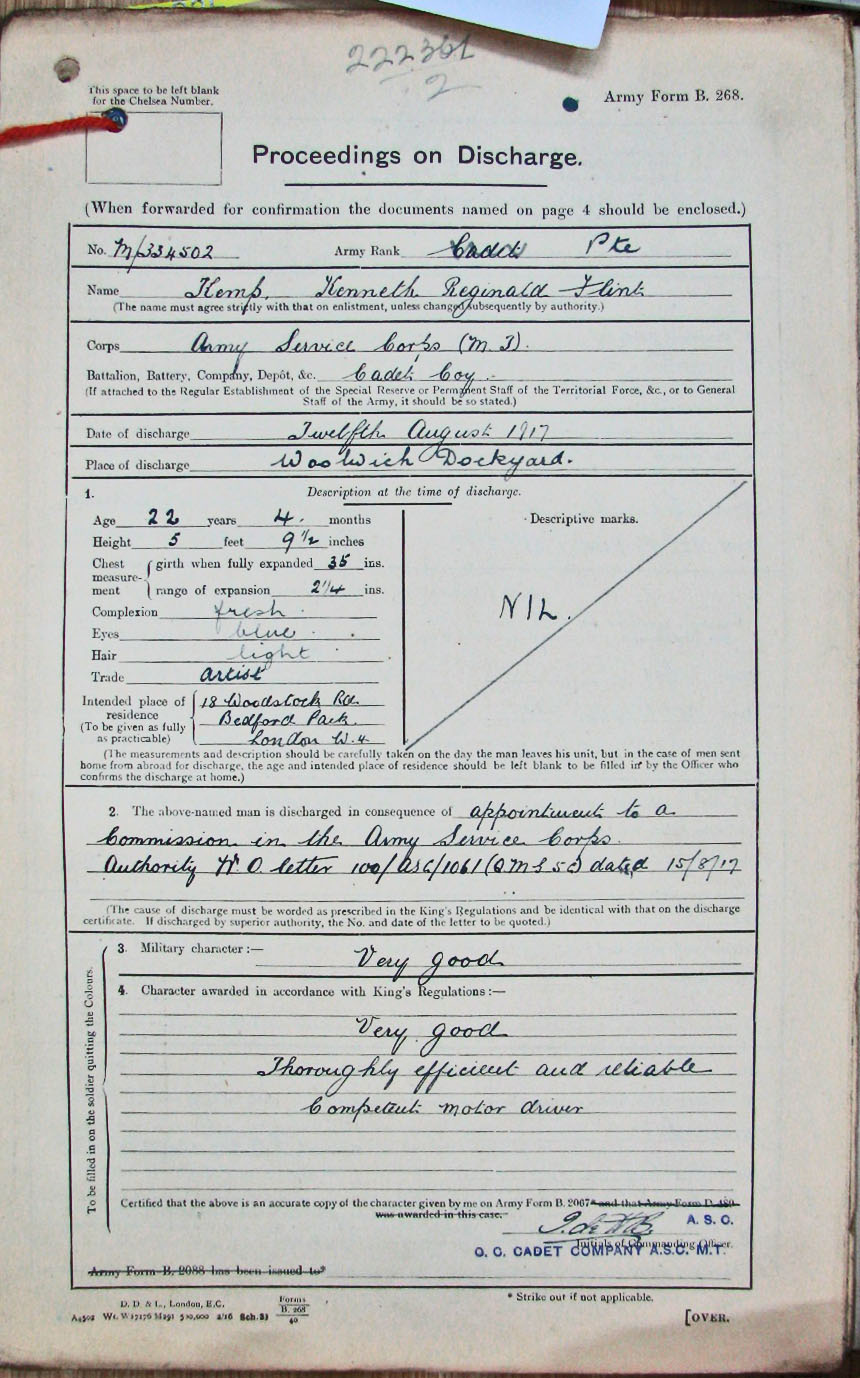 222361
2
This space to be left blank
for the Chelsea Number.
Army Form B. 268.
Proceedings on Discharge.
(When forwarded for confirmation the documents named on page 4 should be enclosed.)
No. M/334502 Army Rank Cadet Pte
Name Kemp, Kenneth Reginald Flint
(The name must agree strictly with that on enlistment, unless changed subsequently by authority.)
Corps Army Service Corps (M.T).
Battalion, Battery, Company, Depôt, &c. Cadet Coy.
(If attached to the Regular Establishment of the Special Reserve or Permanent Staff of the Territorial Force, &c., or to General
Staff of the Army, it should be so stated.)
Date of discharge Twelfth August 1917
Place of discharge Woolwich Dockyard.
1. Description at the time of discharge.
Age 22 years 4. months
Height 5 feet 9 1/2 inches
Chest measure-ment girth when fully expanded 35 ins.
range of expansion 2 1/4 ins.
Complexion fresh
Eyes blue
Hair light
Trade Artist
Intended place of residence (To be given as fully as practicable) 18 Woodstock Rd.
Bedford Park
London W.4
Descriptive marks.
NIL.
(The measurements and description should be carefully taken on the day the man leaves his unit, but in the case of men sent
home from abroad for discharge, the age and intended place of residence should be left blank to be filled in by the Officer who
confirms the discharge at home.)
2. The above-named man is discharged in consequence of appointment to a
Commission in the Army Service Corps.
Authority W.O. letter 100/ASC/1061 (QMS 5c) dated 15/8/17
(The cause of discharge must be worded as prescribed in the King's Regulations and be identical with that on the discharge
certificate. If discharged by superior authority, the No. and date of the letter to be quoted.)
To be filled in on the soldier quitting the Colours.
3. Military character:—
Very good
4. Character awarded in accordance with King's Regulations:—
Very good
Thoroughly efficient and reliable
Competent motor driver
Certified that the above is an accurate copy of the character given by me on Army Form B. 2067* and that Army Form D. 489
was awarded in this case.
A. S. C.
Initials of Commanding Officer.
O. C. CADET COMPANY A.S.C. M.T.
Army Form B. 2088 has been issued to*
* Strike out if not applicable.
D. D. & L., London, E.C.
A4502 Wt. W17176 M291 500,000 2/16 Sch. 31
Forms
B. 268
40
[OVER.